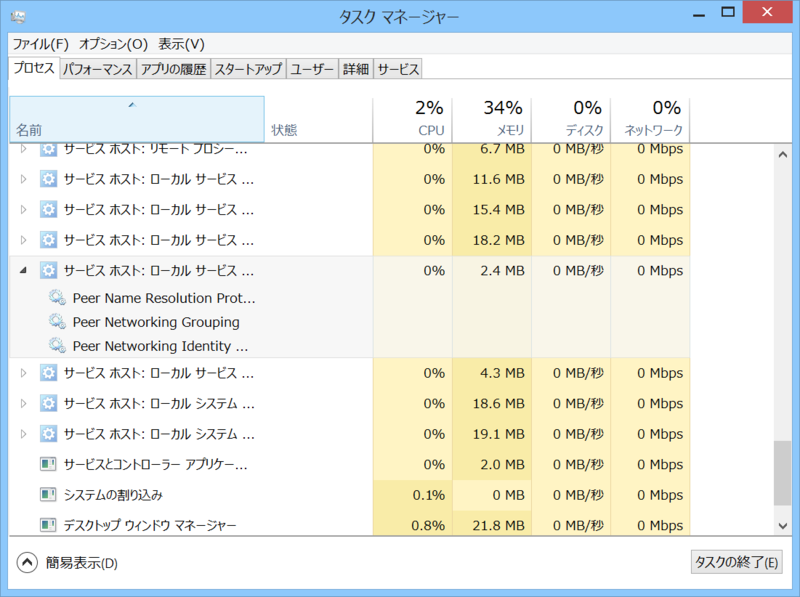 タスク マネージャー
ファイル(F) オプション(O) 表示(V)
プロセス パフォーマンス アプリの履歴 スタートアップ ユーザー 詳細 サービス
2% 34% 0% 0%
名前 状態 CPU メモリ ディスク ネットワーク
サービス ホスト: リモート プロシー... 0% 6.7 MB 0 MB/秒 0 Mbps
サービス ホスト: ローカル サービス ... 0% 11.6 MB 0 MB/秒 0 Mbps
サービス ホスト: ローカル サービス ... 0% 15.4 MB 0 MB/秒 0 Mbps
サービス ホスト: ローカル サービス ... 0% 18.2 MB 0 MB/秒 0 Mbps
サービス ホスト: ローカル サービス ... 0% 2.4 MB 0 MB/秒 0 Mbps
Peer Name Resolution Prot...
Peer Networking Grouping
Peer Networking Identity ...
サービス ホスト: ローカル サービス ... 0% 4.3 MB 0 MB/秒 0 Mbps
サービス ホスト: ローカル システム ... 0% 18.6 MB 0 MB/秒 0 Mbps
サービス ホスト: ローカル システム ... 0% 19.1 MB 0 MB/秒 0 Mbps
サービスとコントローラー アプリケー... 0% 2.0 MB 0 MB/秒 0 Mbps
システムの割り込み 0.1% 0 MB 0 MB/秒 0 Mbps
デスクトップ ウィンドウ マネージャー 0.8% 21.8 MB 0 MB/秒 0 Mbps
簡易表示(D) タスクの終了(E)